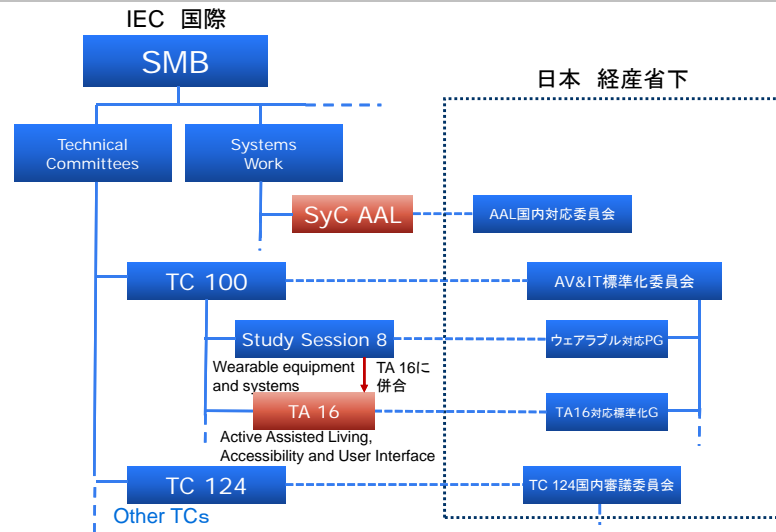 IEC 国際
SMB
日本 経産省下
Technical
Committees
Systems
Work
SyC AAL
AAL国内対応委員会
TC 100
AV&IT標準化委員会
Study Session 8
ウェアラブル対応PG
Wearable equipment
and systems
TA 16に
併合
TA 16
TA16対応標準化G
Active Assisted Living,
Accessibility and User Interface
TC 124
TC 124国内審議委員会
Other TCs